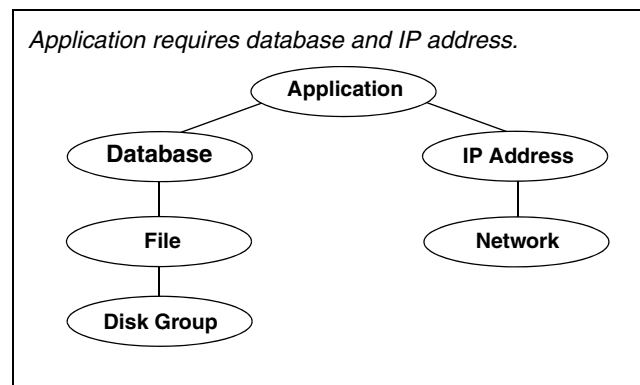 Application requires database and IP address.
Application
Database
IP Address
File
Network
Disk Group